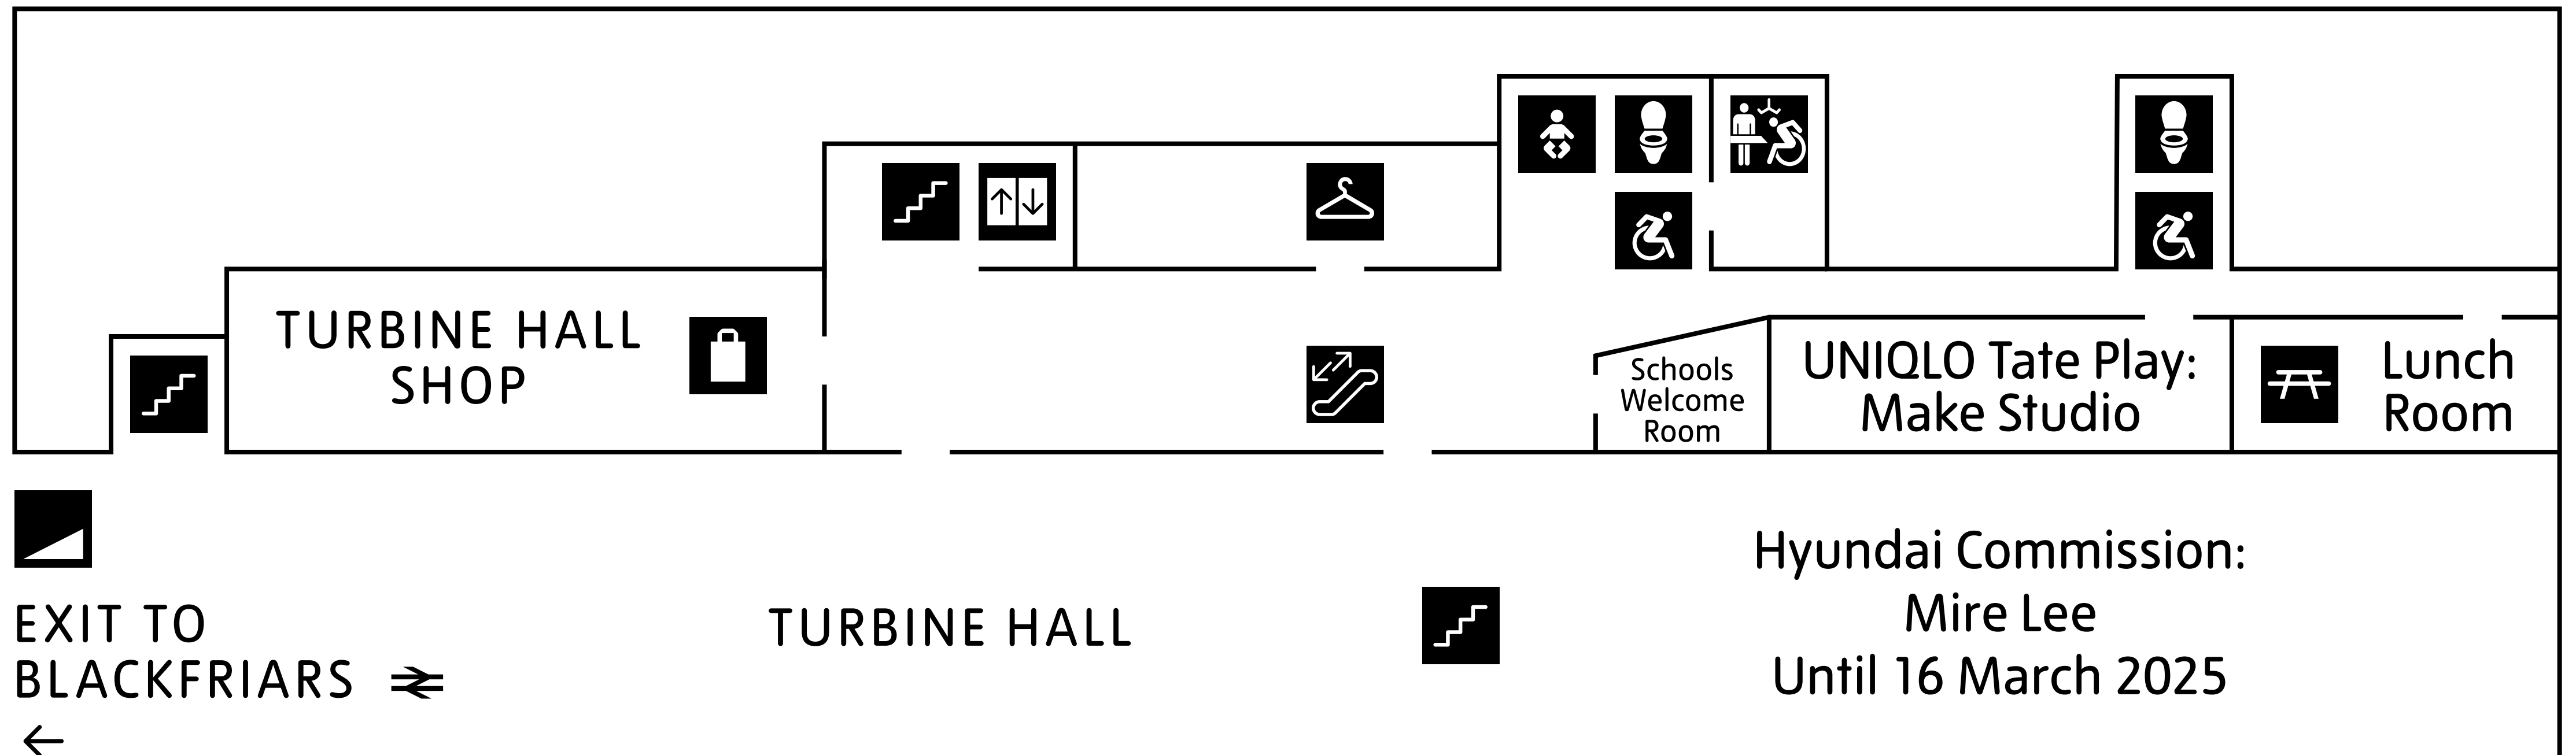 TURBINE HALL
SHOP
Schools
Welcome
Room
UNIQLO Tate Play:
Make Studio
Lunch
Room
EXIT TO
BLACKFRIARS
TURBINE HALL
Hyundai Commission:
Mire Lee
Until 16 March 2025